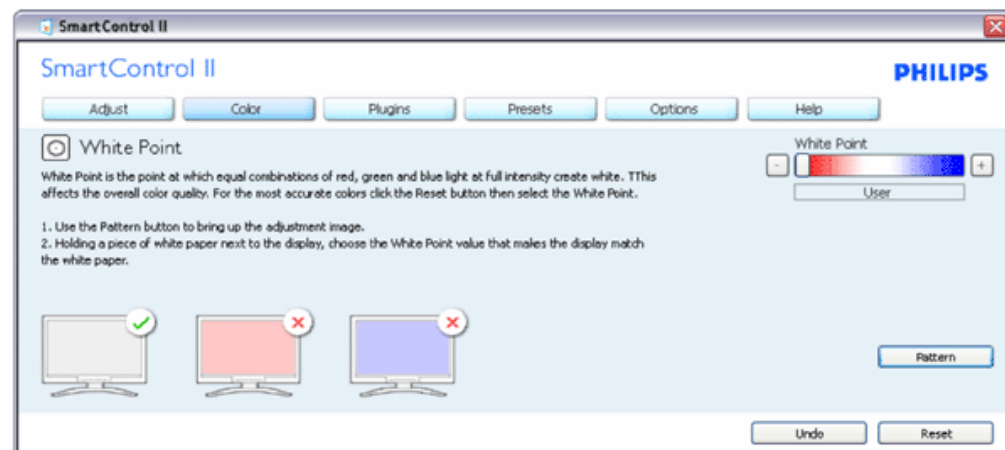 SmartControl II
SmartControl II
PHILIPS
Adjust Color Plugins Presets Options Help
White Point
White Point is the point at which equal combinations of red, green and blue light at full intensity create white. TThis
affects the overall color quality. For the most accurate colors click the Reset button then select the White Point.
1. Use the Pattern button to bring up the adjustment image.
2. Holding a piece of white paper next to the display, choose the White Point value that makes the display match
the white paper.
White Point
- +
User
Pattern
Undo Reset